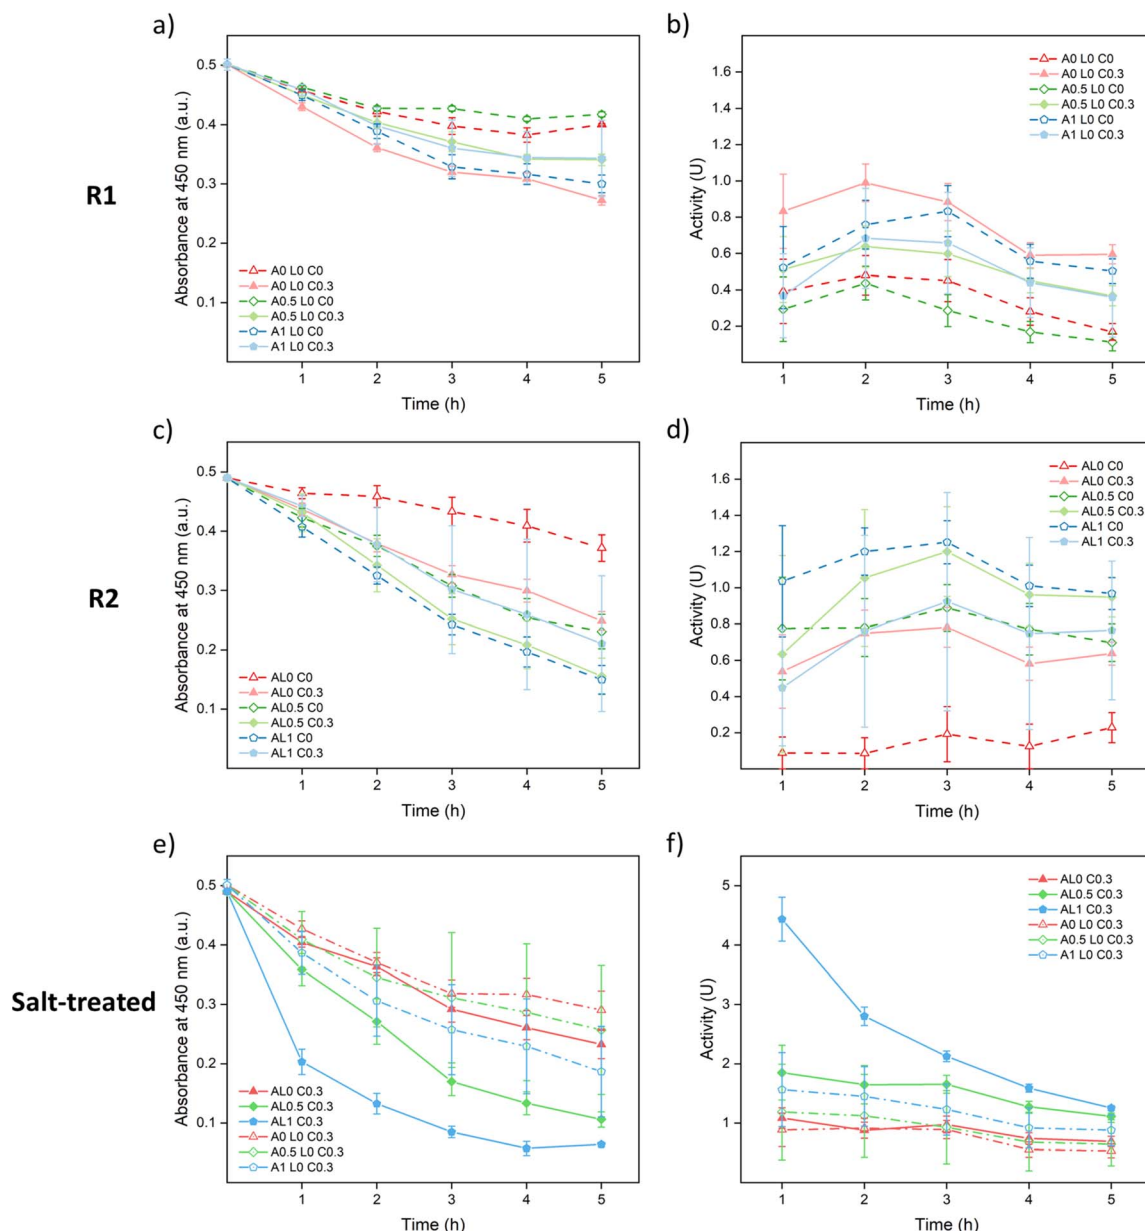 a)
Absorbance at 450 nm (a.u.)
0.5
0.4
0.3
0.2
0.1
A0 L0 C0
A0 L0 C0.3
A0.5 L0 C0
A0.5 L0 C0.3
A1 L0 C0
A1 L0 C0.3
1 2 3 4 5
Time (h)
b)
Activity (U)
1.6
1.4
1.2
1.0
0.8
0.6
0.4
0.2
A0 L0 C0
A0 L0 C0.3
A0.5 L0 C0
A0.5 L0 C0.3
A1 L0 C0
A1 L0 C0.3
1 2 3 4 5
Time (h)
R1
c)
Absorbance at 450 nm (a.u.)
0.5
0.4
0.3
0.2
0.1
AL0 C0
AL0 C0.3
AL0.5 C0
AL0.5 C0.3
AL1 C0
AL1 C0.3
1 2 3 4 5
Time (h)
d)
Activity (U)
1.6
1.4
1.2
1.0
0.8
0.6
0.4
0.2
AL0 C0
AL0 C0.3
AL0.5 C0
AL0.5 C0.3
AL1 C0
AL1 C0.3
1 2 3 4 5
Time (h)
R2
e)
Absorbance at 450 nm (a.u.)
0.5
0.4
0.3
0.2
0.1
AL0 C0.3
AL0.5 C0.3
AL1 C0.3
A0 L0 C0.3
A0.5 L0 C0.3
A1 L0 C0.3
1 2 3 4 5
Time (h)
f)
Activity (U)
5
4
3
2
1
AL0 C0.3
AL0.5 C0.3
AL1 C0.3
A0 L0 C0.3
A0.5 L0 C0.3
A1 L0 C0.3
1 2 3 4 5
Time (h)
Salt-treated